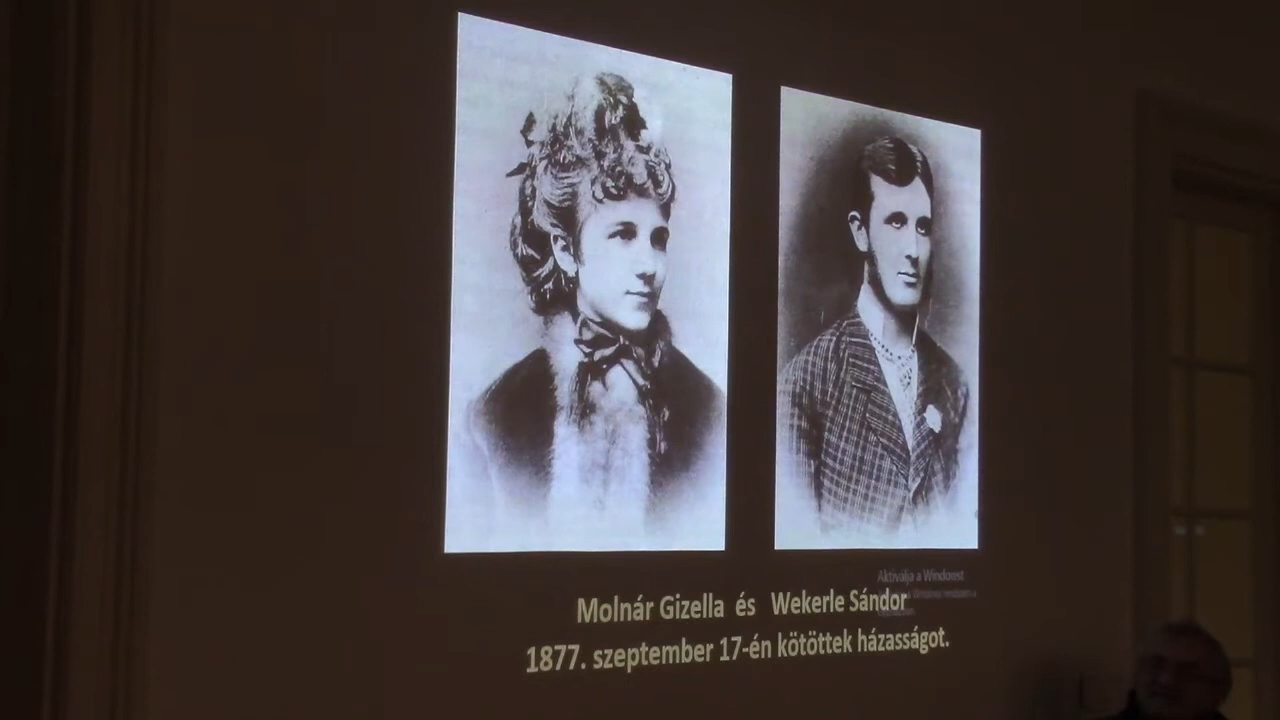 Aktiválja a Windowst
Molnár Gizella és Wekerle Sándor
1877. szeptember 17-én kötöttek házasságot.